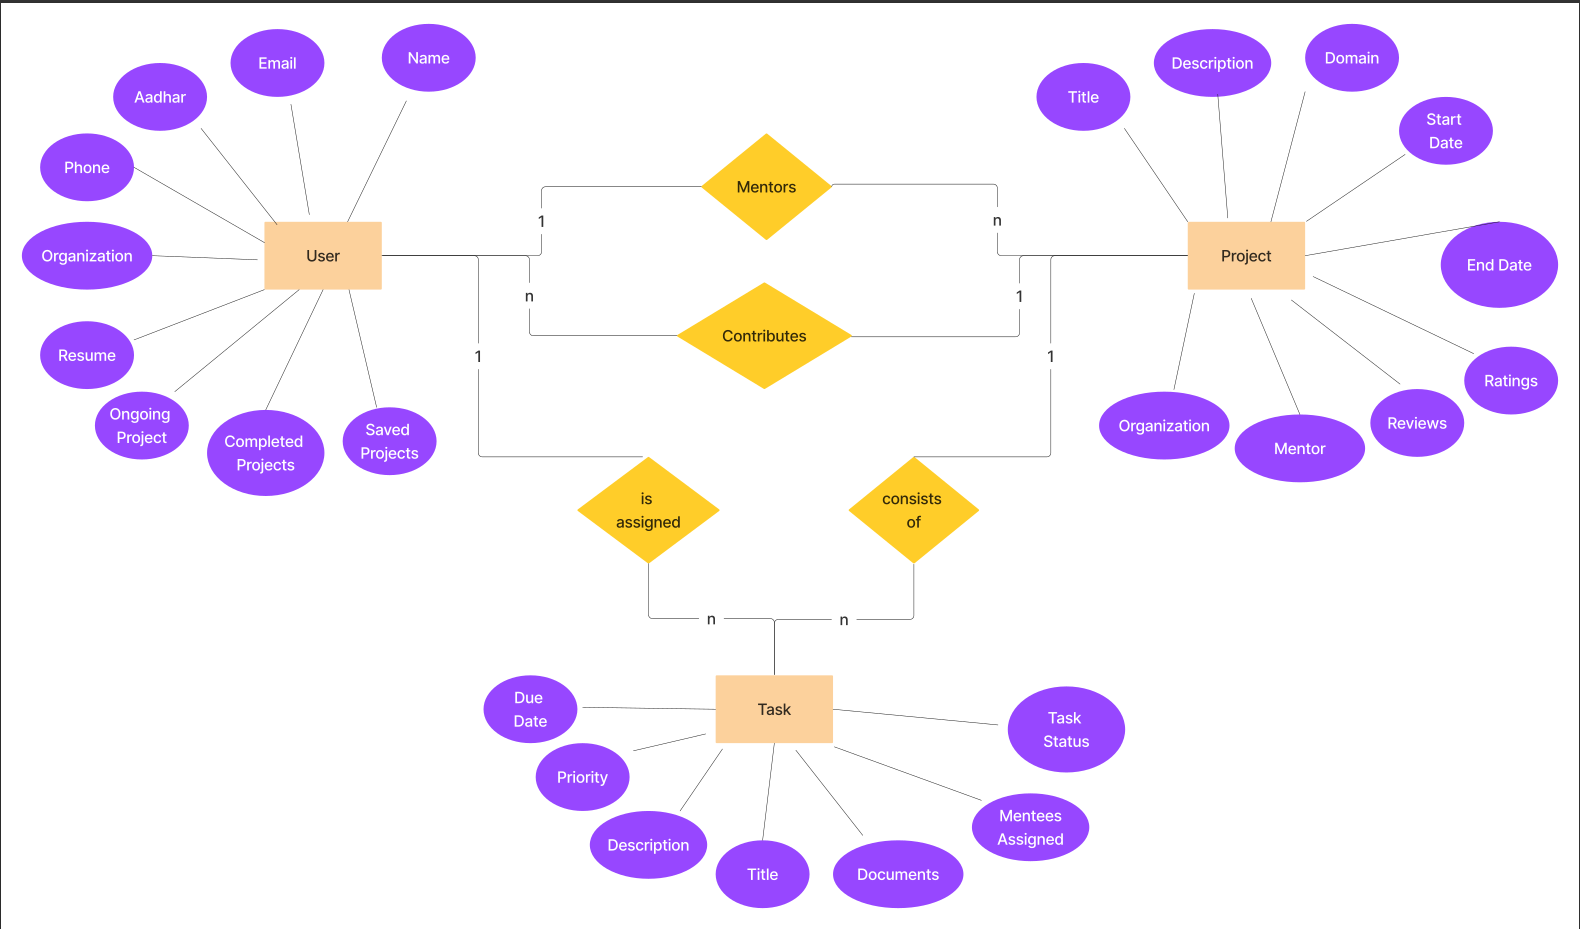 Email
Name
Aadhar
Phone
Organization
User
Resume
Ongoing
Project
Completed
Projects
Saved
Projects
Mentors
1
n
n
Contributes
1
1
1
is
assigned
consists
of
n
n
Title
Description
Domain
Start
Date
Project
End Date
Ratings
Reviews
Mentor
Organization
Task
Due
Date
Priority
Description
Title
Documents
Mentees
Assigned
Task
Status